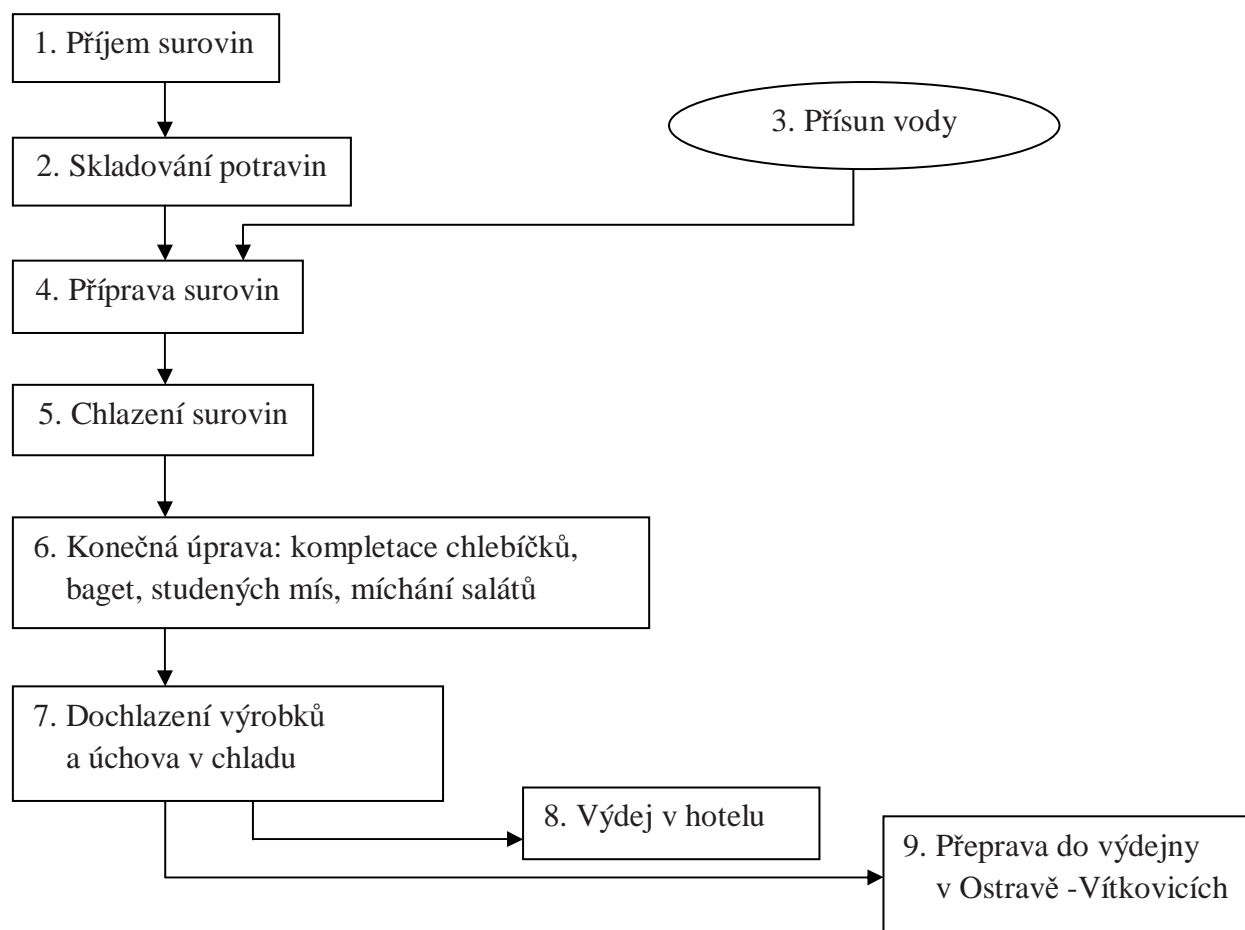 1. Příjem surovin
3. Přísun vody
2. Skladování potravin
4. Příprava surovin
5. Chlazení surovin
6. Konečná úprava: kompletace chlebíčků,
baget, studených mís, míchání salátů
7. Dochlazení výrobků
a úchova v chladu
8. Výdej v hotelu
9. Přeprava do výdejny
v Ostravě -Vítkovicích